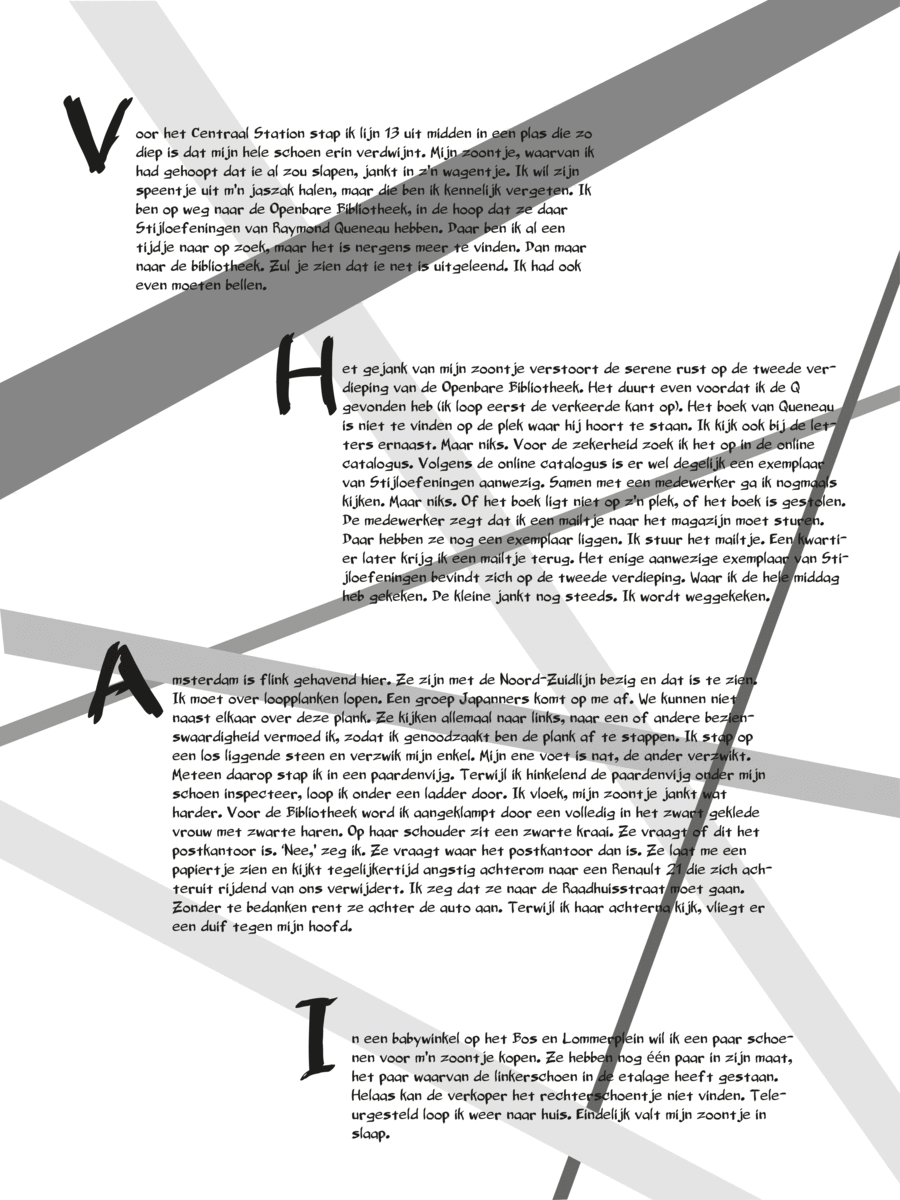 Voor het Centraal Station stap ik lijn 13 uit midden in een plas die zo
diep is dat mijn hele schoen erin verdwijnt. Mijn zoontje, waarvan ik
had gehoopt dat ie al zou slapen, jankt in z'n wagentje. Ik wil zijn
speentje uit m'n jaszak halen, maar die ben ik kennelijk vergeten. Ik
ben op weg naar de Openbare Bibliotheek, in de hoop dat ze daar
Stijloefeningen van Raymond Queneau hebben. Daar ben ik al een
tijdje naar op zoek, maar het is nergens meer te vinden. Dan maar
naar de bibliotheek. Zul je zien dat ie net is uitgeleend. Ik had ook
even moeten bellen.
Het gejank van mijn zoontje verstoort de serene rust op de tweede ver-
dieping van de Openbare Bibliotheek. Het duurt even voordat ik de Q
gevonden heb (ik loop eerst de verkeerde kant op). Het boek van Queneau
is niet te vinden op de plek waar hij hoort te staan. Ik kijk ook bij de let-
ters ernaast. Maar niks. Voor de zekerheid zoek ik het op in de online
catalogus. Volgens de online catalogus is er wel degelijk een exemplaar
van Stijloefeningen aanwezig. Samen met een medewerker ga ik nogmaals
kijken. Maar niks. Of het boek ligt niet op z'n plek, of het boek is gestolen.
De medewerker zegt dat ik een mailtje naar het magazijn moet sturen.
Daar hebben ze nog een exemplaar liggen. Ik stuur het mailtje. Een kwarti-
er later krijg ik een mailtje terug. Het enige aanwezige exemplaar van Sti-
jloefeningen bevindt zich op de tweede verdieping. Waar ik de hele middag
heb gekeken. De kleine jankt nog steeds. Ik wordt weggekeken.
Amsterdam is flink gehavend hier. Ze zijn met de Noord-Zuidlijn bezig en dat is te zien.
Ik moet over loopplanken lopen. Een groep Japanners komt op me af. We kunnen niet
naast elkaar over deze plank. Ze kijken allemaal naar links, naar een of andere bezien-
swaardigheid vermoed ik, zodat ik genoodzaakt ben de plank af te stappen. Ik stap op
een los liggende steen en verzwik mijn enkel. Mijn ene voet is nat, de ander verzwikt.
Meteen daarop stap ik in een paardenvijg. Terwijl ik hinkelend de paardenvijg onder mijn
schoen inspecteer, loop ik onder een ladder door. Ik vloek, mijn zoontje jankt wat
harder. Voor de Bibliotheek word ik aangeklampt door een volledig in het zwart geklede
vrouw met zwarte haren. Op haar schouder zit een zwarte kraai. Ze vraagt of dit het
postkantoor is. ‘Nee,’ zeg ik. Ze vraagt waar het postkantoor dan is. Ze laat me een
papiertje zien en kijkt tegelijkertijd angstig achterom naar een Renault 21 die zich ach-
teruit rijdend van ons verwijdert. Ik zeg dat ze naar de Raadhuisstraat moet gaan.
Zonder te bedanken rent ze achter de auto aan. Terwijl ik haar achterna kijk, vliegt er
een duif tegen mijn hoofd.
In een babywinkel op het Bos en Lommerplein wil ik een paar schoe-
nen voor m'n zoontje kopen. Ze hebben nog één paar in zijn maat,
het paar waarvan de linkerschoen in de etalage heeft gestaan.
Helaas kan de verkoper het rechterschoentje niet vinden. Tele-
urgesteld loop ik weer naar huis. Eindelijk valt mijn zoontje in
slaap.